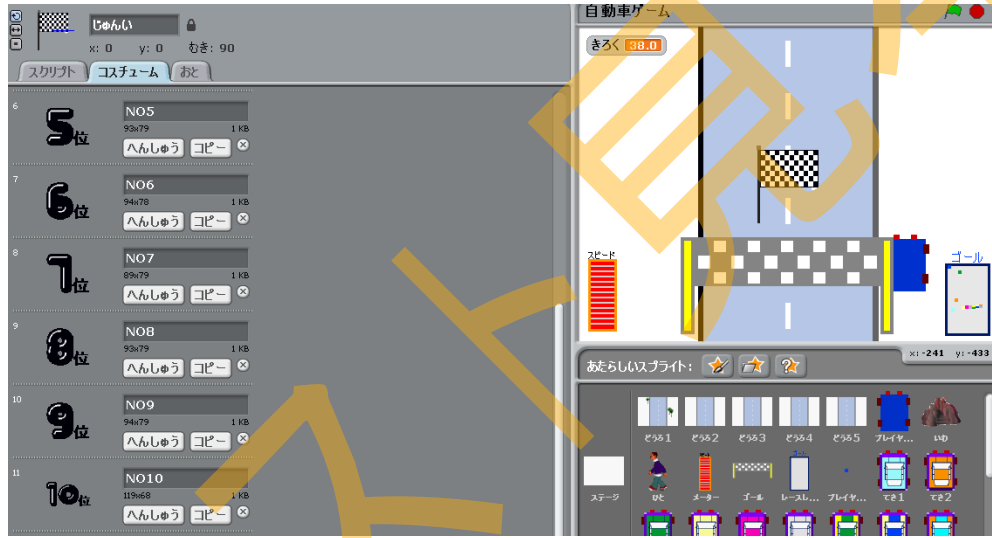 じゅんい
x: 0 y: 0 むき: 90
スクリプト コスチューム おと
6
5位
NO5
93x79 1 KB
へんしゅう コピー
7
6位
NO6
94x78 1 KB
へんしゅう コピー
8
7位
NO7
89x79 1 KB
へんしゅう コピー
9
8位
NO8
93x79 1 KB
へんしゅう コピー
10
9位
NO9
94x79 1 KB
へんしゅう コピー
11
10位
NO10
119x68 1 KB
へんしゅう コピー
自動車ゲーム
きろく 38.0
スピード
ゴール
x: -241 y: -433
あたらしいスプライト:
どうろ1 どうろ2 どうろ3 どうろ4 どうろ5 プレイヤ... いわ
ステージ
ひと メーター ゴール レースレ... プレイヤ... てき1 てき2